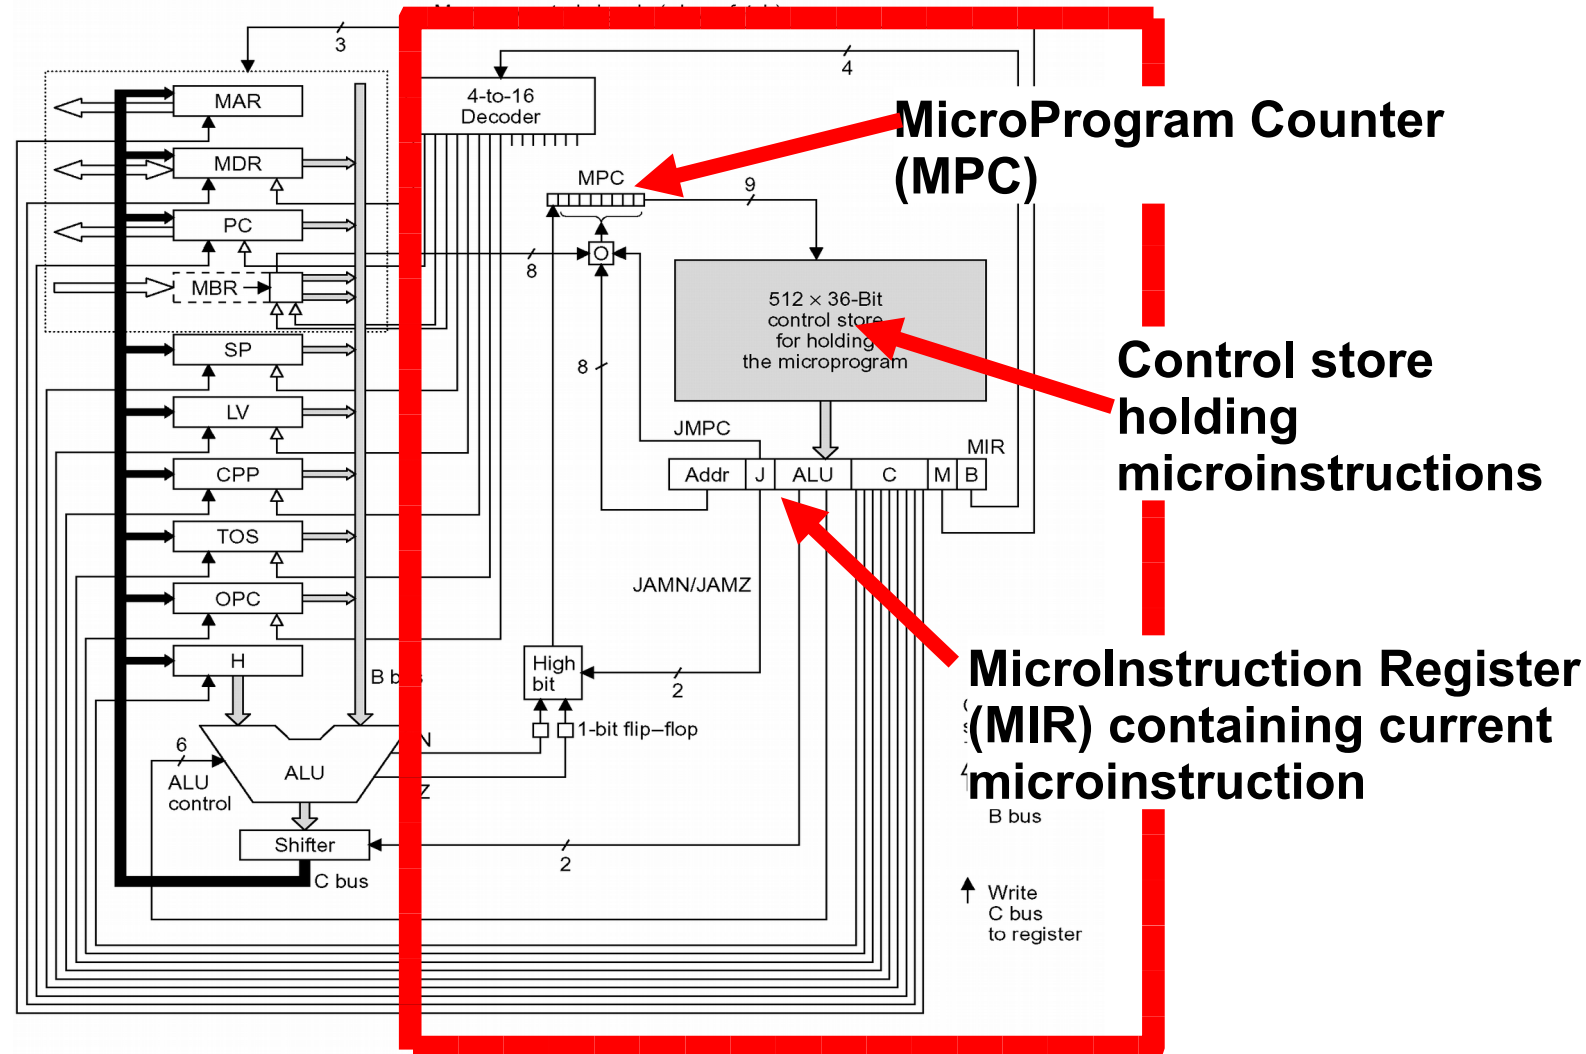 3
4
MAR
4-to-16
Decoder
MicroProgram Counter
(MPC)
MDR
MPC
9
PC
O
8
MBR
512 × 36-Bit
control store
for holding
the microprogram
SP
8
Control store
holding
microinstructions
LV
JMPC
MIR
CPP
Addr
J
ALU
C
M
B
TOS
JAMN/JAMZ
OPC
H
High
bit
2
B bus
MicroInstruction Register
(MIR) containing current
microinstruction
1-bit flip–flop
N
6
ALU
control
ALU
Z
B bus
Shifter
2
C bus
Write
C bus
to register